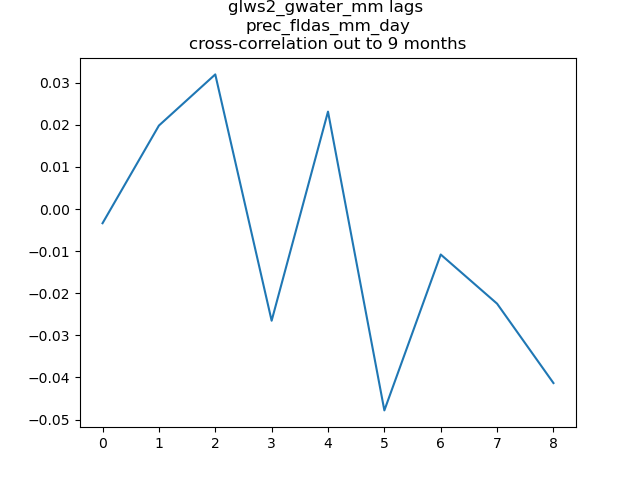 glws2_gwater_mm lags
prec_fldas_mm_day
cross-correlation out to 9 months
0.03
0.02
0.01
0.00
−0.01
−0.02
−0.03
−0.04
−0.05
0 1 2 3 4 5 6 7 8